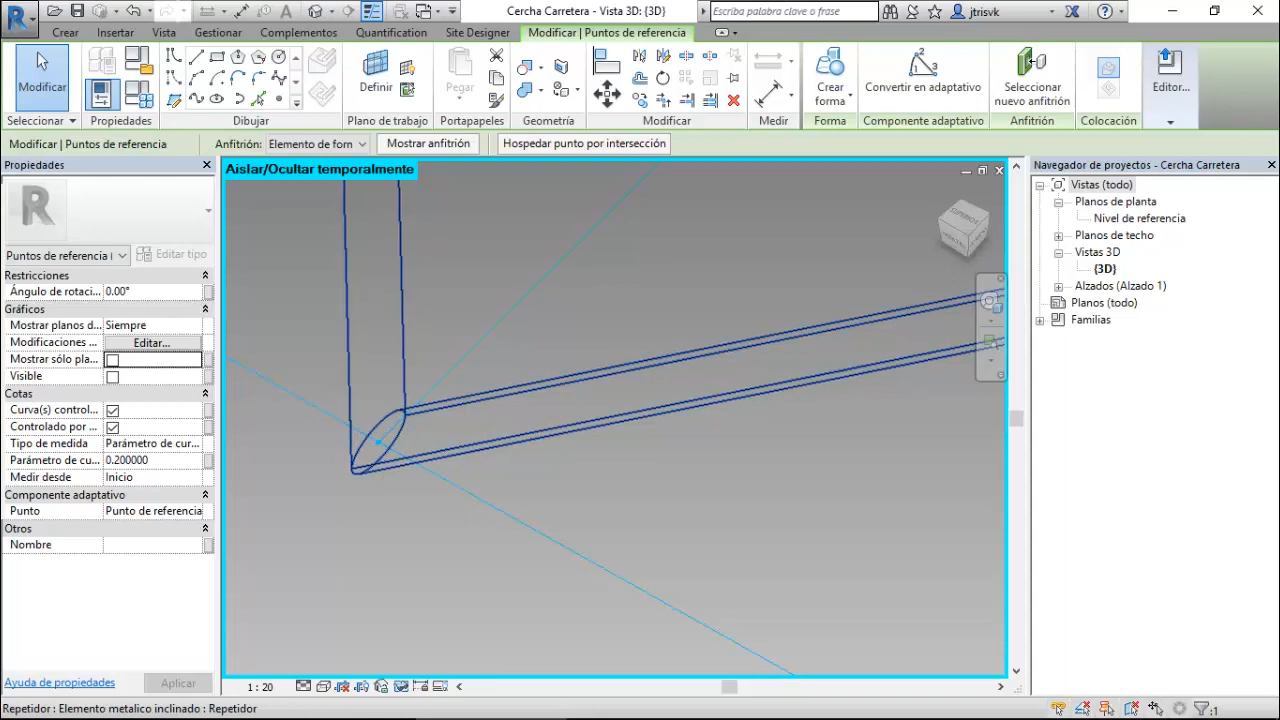 Cercha Carretera - Vista 3D: {3D}
Escriba palabra clave o frase
jtrisvk
Crear
Insertar
Vista
Gestionar
Complementos
Quantification
Site Designer
Modificar | Puntos de referencia
Modificar
Definir
Pegar
Crear
forma
Convertir en adaptativo
Seleccionar
nuevo anfitrión
Editor...
Seleccionar
Propiedades
Dibujar
Plano de trabajo
Portapapeles
Geometría
Modificar
Medir
Forma
Componente adaptativo
Anfitrión
Colocación
Modificar | Puntos de referencia
Anfitrión:
Elemento de forn
Mostrar anfitrión
Hospedar punto por intersección
Propiedades
Puntos de referencia
Editar tipo
Restricciones
Ángulo de rotaci... 0.00°
Gráficos
Mostrar planos d... Siempre
Modificaciones ... Editar...
Mostrar sólo pla...
Visible
Cotas
Curva(s) control...
Controlado por ...
Tipo de medida Parámetro de cur...
Parámetro de cu... 0.200000
Medir desde Inicio
Componente adaptativo
Punto Punto de referencia
Otros
Nombre
Ayuda de propiedades
Aplicar
Aislar/Ocultar temporalmente
1 : 20
Navegador de proyectos - Cercha Carretera
Vistas (todo)
Planos de planta
Nivel de referencia
Planos de techo
Vistas 3D
{3D}
Alzados (Alzado 1)
Planos (todo)
Familias
Repetidor : Elemento metalico inclinado : Repetidor
:1